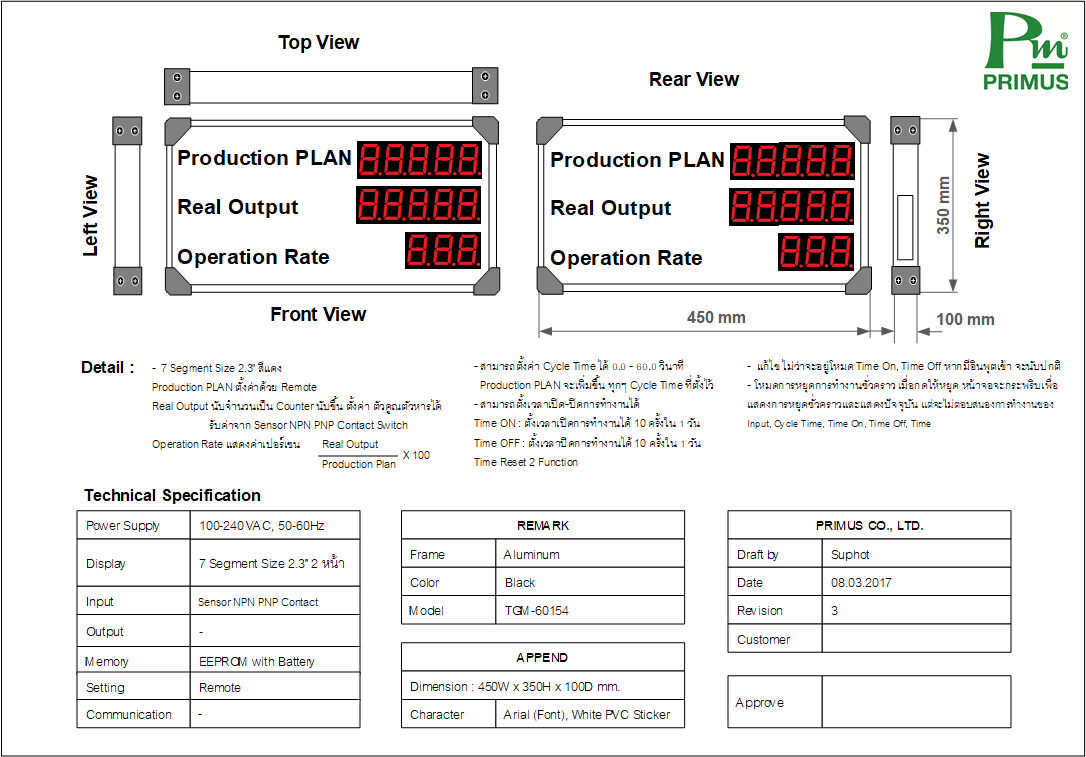 Top View
Rear View
Pm®
PRIMUS
Production PLAN 8.8.8.8.8.
Real Output 8.8.8.8.8.
Operation Rate 8.8.8.
Left View
Front View
Production PLAN 8.8.8.8.8.
Real Output 8.8.8.8.8.
Operation Rate 8.8.8.
350 mm
Right View
450 mm
100 mm
Detail :
- 7 Segment Size 2.3" สีแดง
Production PLAN ตั้งค่าด้วย Remote
Real Output นับจำนวนเป็น Counter นับขึ้น ตั้งค่า ตัวคูณตัวหารได้
รับค่าจาก Sensor NPN PNP Contact Switch
Operation Rate แสดงค่าเปอร์เซน Real Output
Production Plan
X 100
- สามารถตั้งค่า Cycle Time ได้ 0.0 - 60.0 วินาที
Production PLAN จะเพิ่มขึ้น ทุกๆ Cycle Time ที่ตั้งไว้
- สามารถตั้งเวลาเปิด-ปิดการทำงานได้
Time ON : ตั้งเวลาเปิดการทำงานได้ 10 ครั้งใน 1 วัน
Time OFF : ตั้งเวลาปิดการทำงานได้ 10 ครั้งใน 1 วัน
Time Reset 2 Function
- แก้ไข ไม่ว่าจะอยู่โหมด Time On, Time Off หากมีอินพุตเข้า จะนับปกติ
- โหมดการหยุดการทำงานชั่วคราว เมื่อกดให้หยุด หน้าจอจะกระพริบเพื่อ
แสดงการหยุดชั่วคราวและแสดงปัจจุบัน แต่จะไม่ตอบสนองการทำงานของ
Input, Cycle Time, Time On, Time Off, Time
Technical Specification
Power Supply 100-240 VAC, 50-60Hz
Display 7 Segment Size 2.3" 2 หน้า
Input Sensor NPN PNP Contact
Output -
Memory EEPROM with Battery
Setting Remote
Communication -
REMARK
Frame Aluminum
Color Black
Model TGM-60154
APPEND
Dimension : 450W x 350H x 100D mm.
Character Arial (Font), White PVC Sticker
PRIMUS CO., LTD.
Draft by Suphot
Date 08.03.2017
Revision 3
Customer
Approve